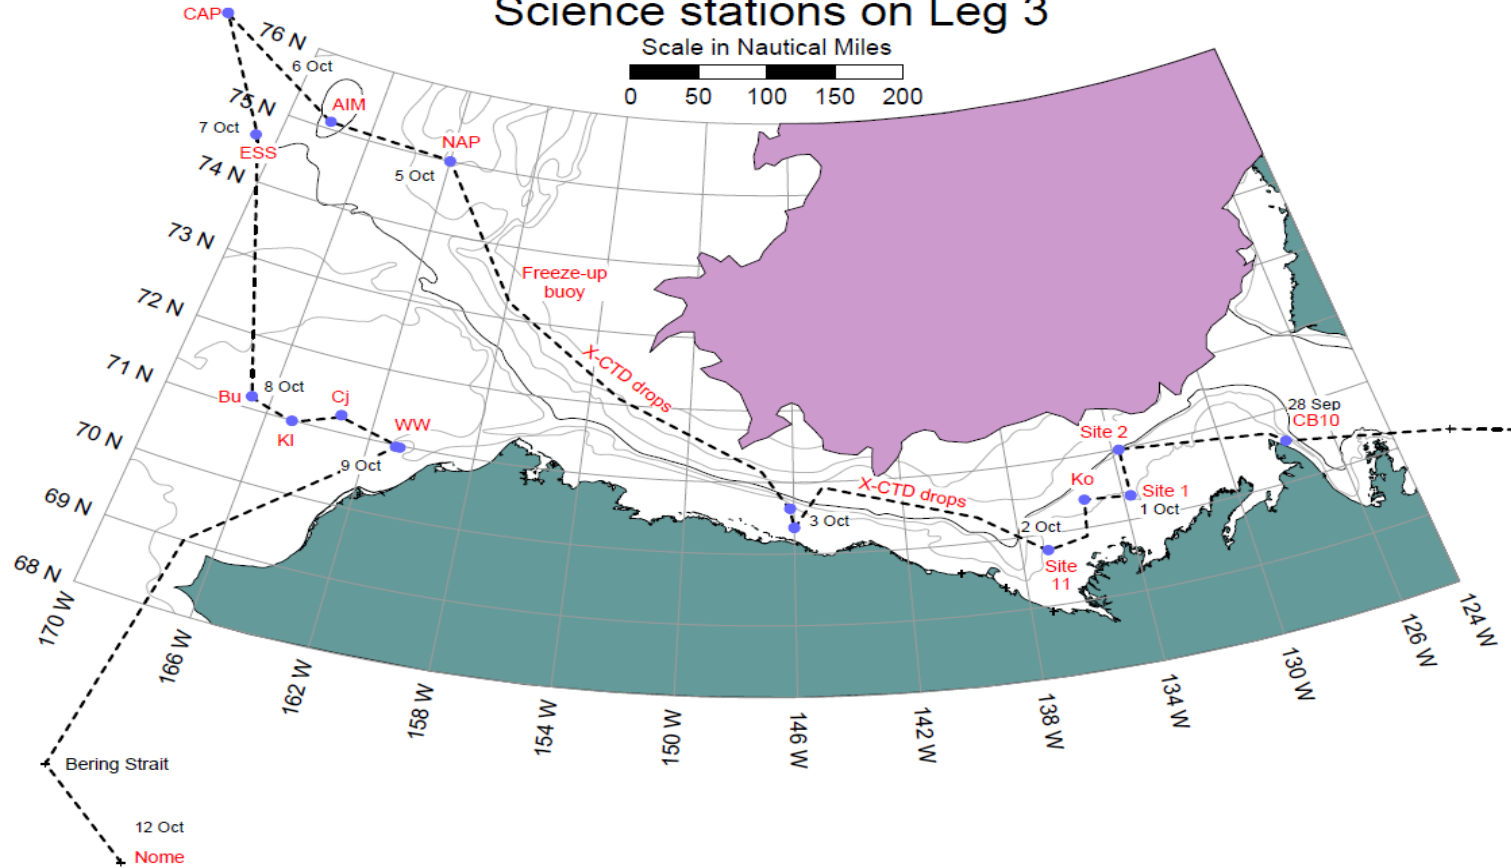 Science stations on Leg 3
Scale in Nautical Miles
0 50 100 150 200
CAP
76 N
6 Oct
75 N
AIM
7 Oct
NAP
ESS
5 Oct
74 N
73 N
Freeze-up
buoy
72 N
X-CTD drops
71 N
8 Oct
Bu
Cj
28 Sep
CB10
WW
Site 2
Kl
70 N
9 Oct
Ko
X-CTD drops
Site 1
1 Oct
69 N
3 Oct
2 Oct
Site
11
68 N
170 W
166 W
162 W
158 W
154 W
150 W
146 W
142 W
138 W
134 W
130 W
126 W
124 W
Bering Strait
12 Oct
Nome